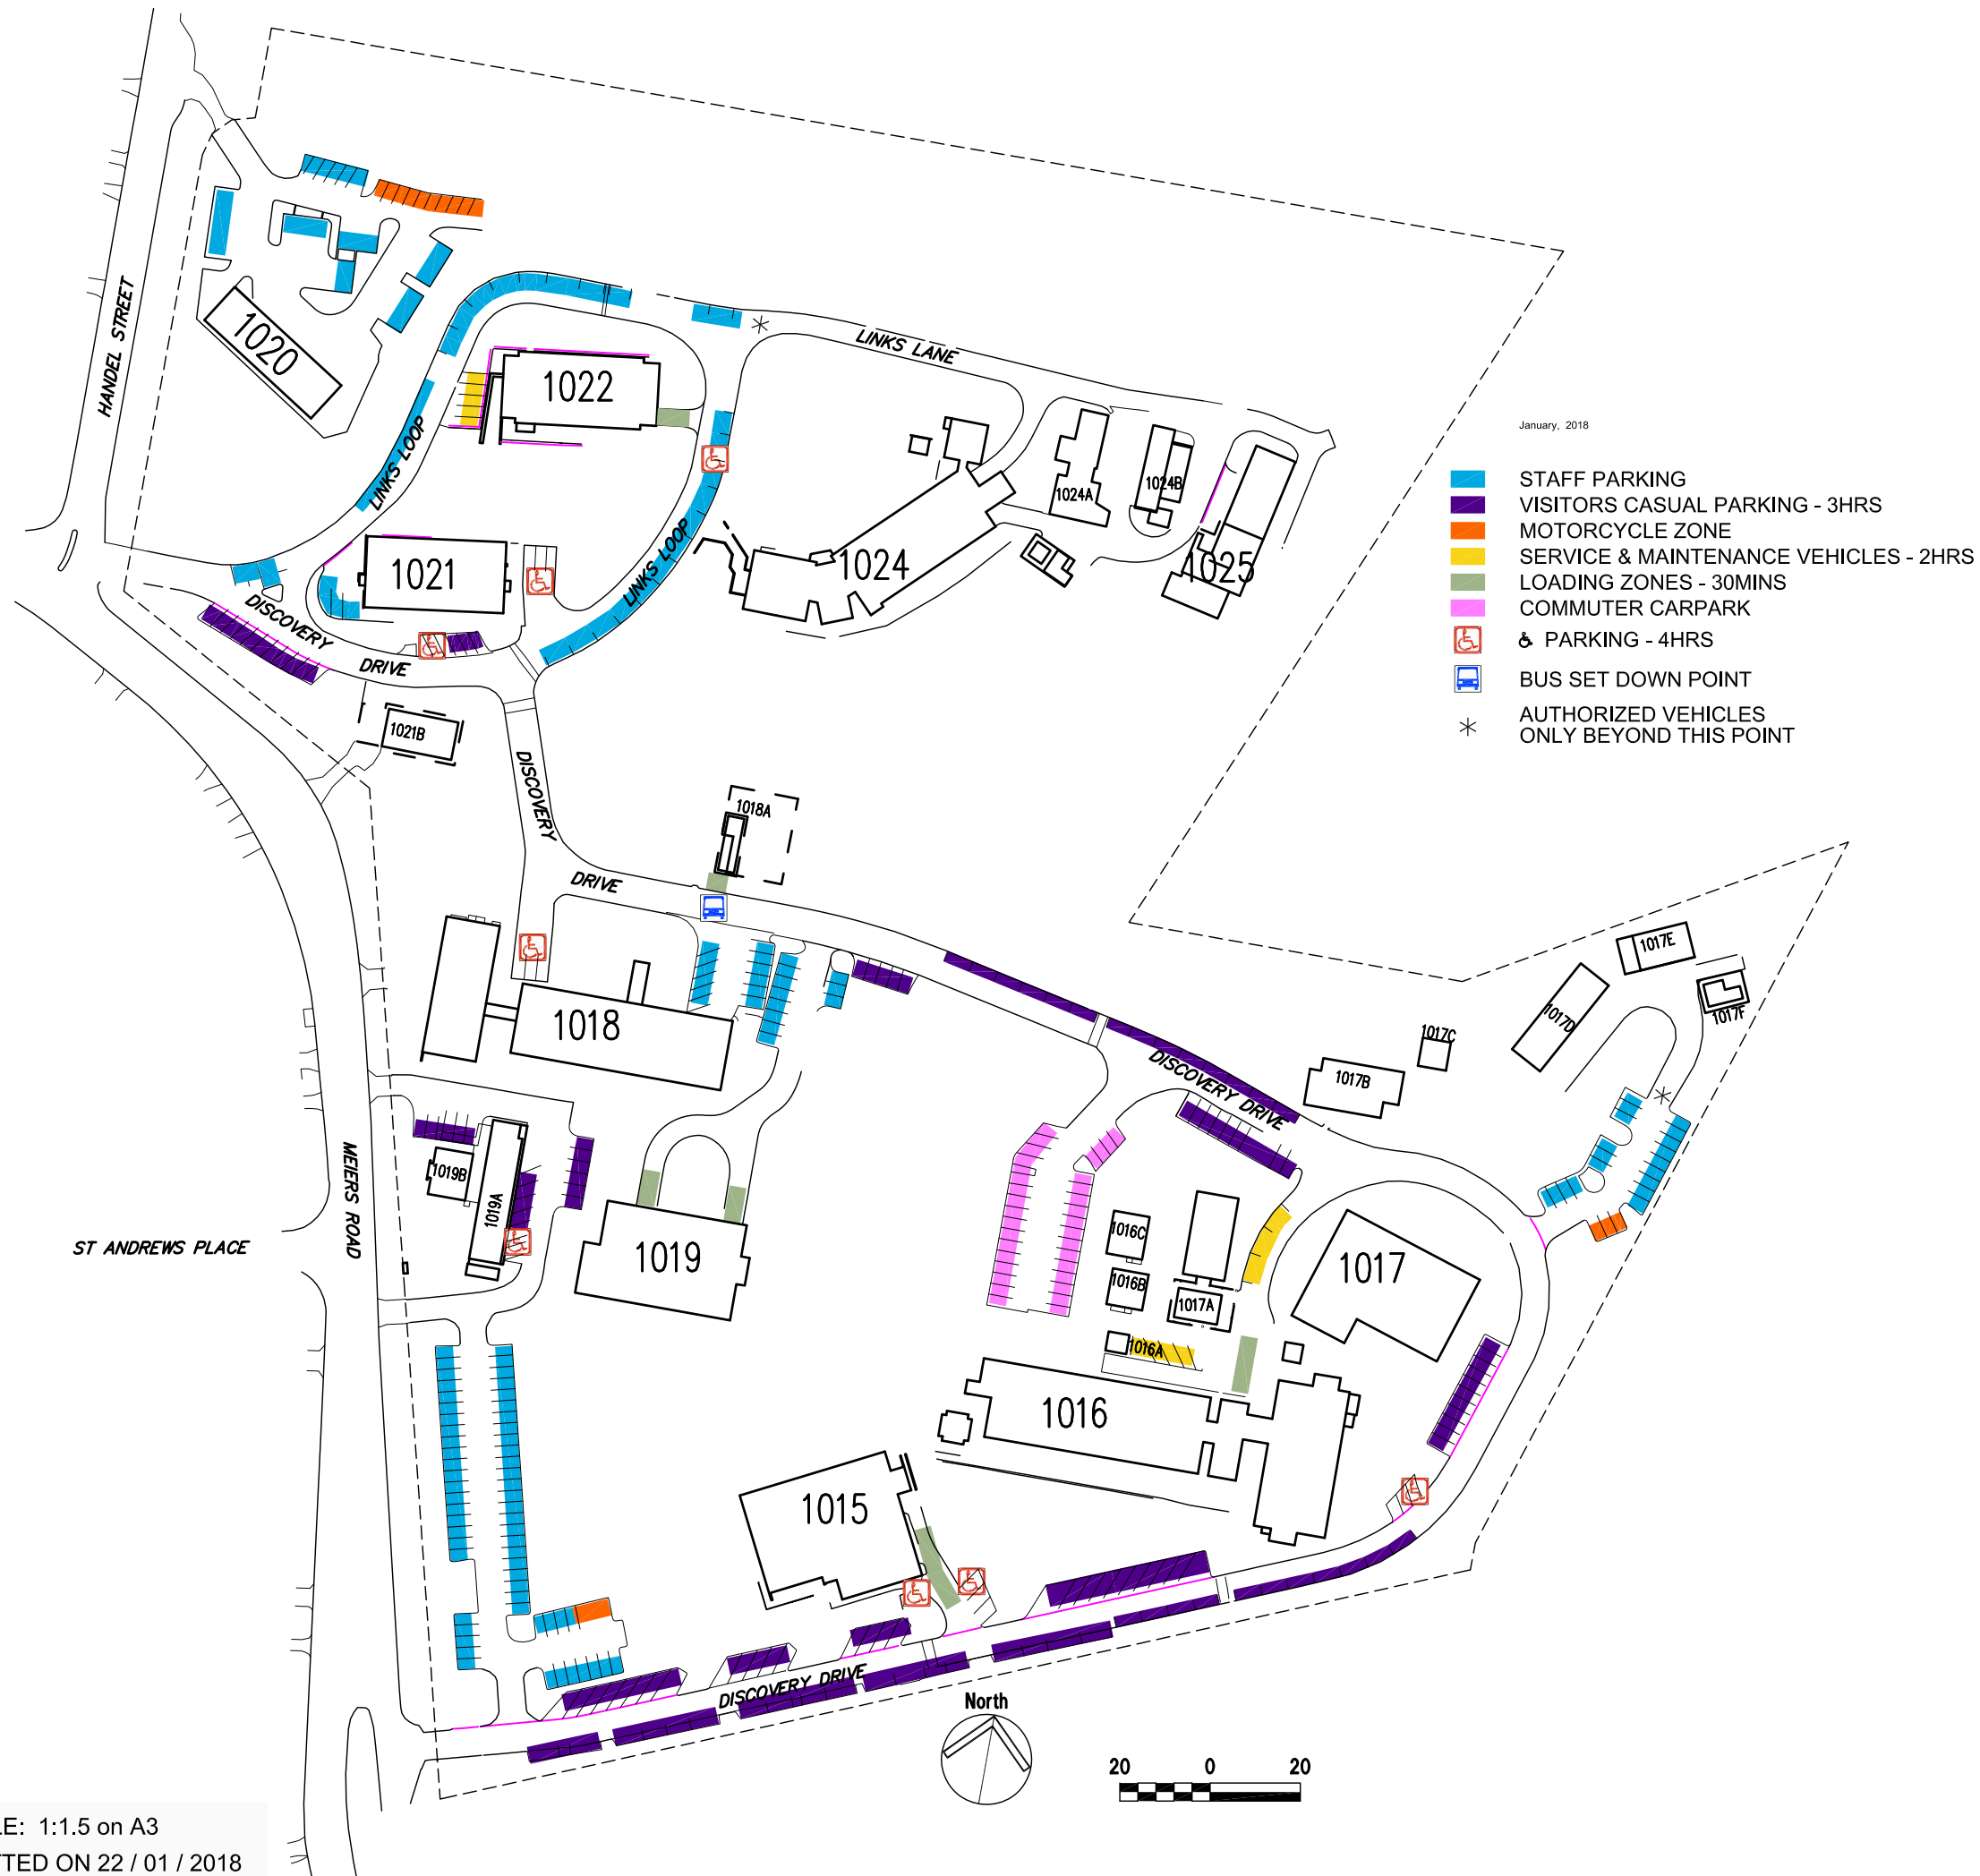 HANDEL STREET
1020
LINKS LOOP
1022
LINKS LANE
1021
LINKS LOOP
1024
1024A
1024B
1025
DISCOVERY
DRIVE
1021B
DISCOVERY
DRIVE
1018A
January, 2018
STAFF PARKING
VISITORS CASUAL PARKING - 3HRS
MOTORCYCLE ZONE
SERVICE & MAINTENANCE VEHICLES - 2HRS
LOADING ZONES - 30MINS
COMMUTER CARPARK
PARKING - 4HRS
BUS SET DOWN POINT
AUTHORIZED VEHICLES
ONLY BEYOND THIS POINT
1018
DISCOVERY DRIVE
1017B
1017C
1017D
1017E
1017F
MEIERS ROAD
ST ANDREWS PLACE
1019B
1019A
1019
1016C
1016B
1017A
1016A
1017
1016
1015
DISCOVERY DRIVE
North
20 0 20
LE: 1:1.5 on A3
TTED ON 22 / 01 / 2018